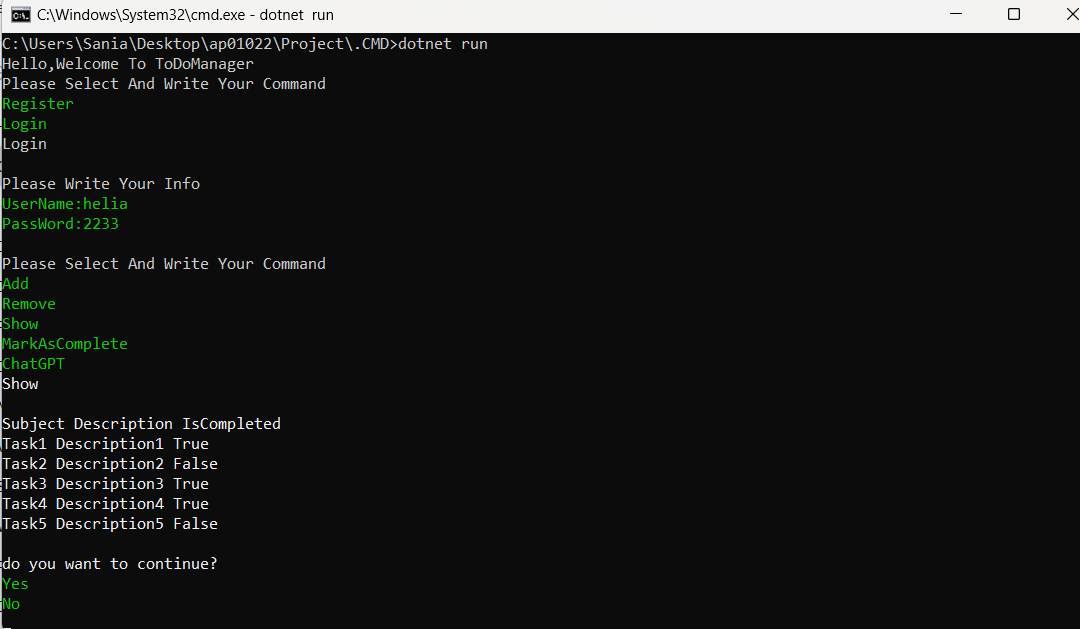 C:\Windows\System32\cmd.exe - dotnet  run
C:\Users\Sania\Desktop\ap01022\Project\.CMD>dotnet run
Hello,Welcome To ToDoManager
Please Select And Write Your Command
Register
Login
Login
Please Write Your Info
UserName:helia
PassWord:2233
Please Select And Write Your Command
Add
Remove
Show
MarkAsComplete
ChatGPT
Show
Subject Description IsCompleted
Task1 Description1 True
Task2 Description2 False
Task3 Description3 True
Task4 Description4 True
Task5 Description5 False
do you want to continue?
Yes
No